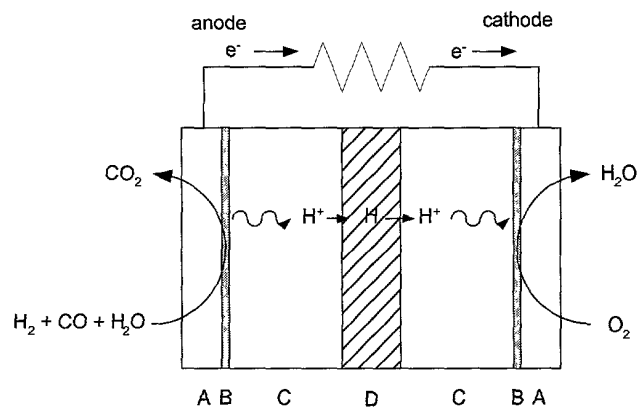 anode
cathode
e- e-
CO2
H2O
H+ H H+
H2 + CO + H2O
O2
A B C D C B A